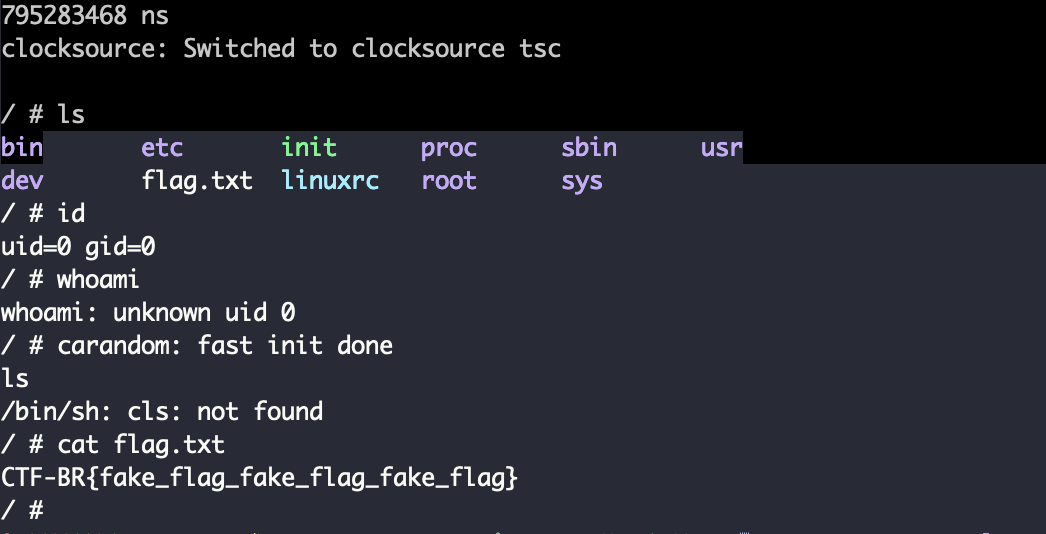 795283468 ns
clocksource: Switched to clocksource tsc
/ # ls
bin etc init proc sbin usr
dev flag.txt linuxrc root sys
/ # id
uid=0 gid=0
/ # whoami
whoami: unknown uid 0
/ # carandom: fast init done
ls
/bin/sh: cls: not found
/ # cat flag.txt
CTF-BR{fake_flag_fake_flag_fake_flag}
/ #